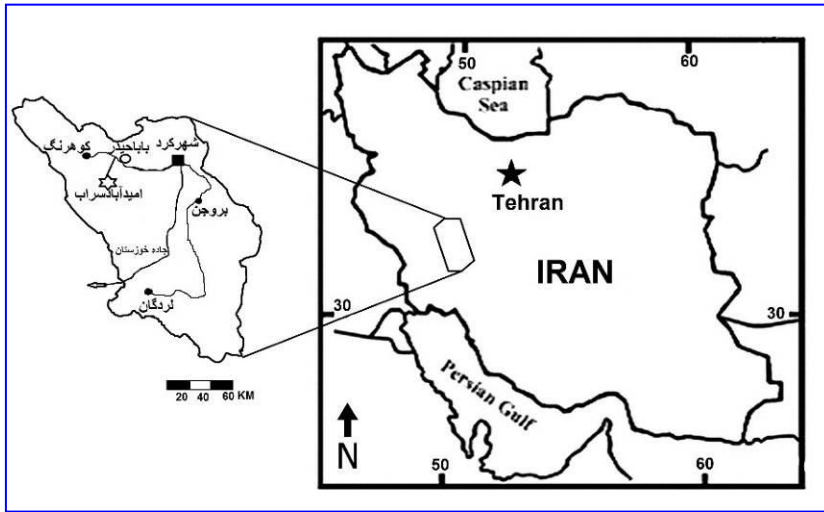 کوهرنگ
باباحیدر
شهرکرد
امیدآبادسراب
بروجن
جاده خوزستان
لردگان
20 40 60 KM
50
60
Caspian
Sea
Tehran
IRAN
30
30
Persian Gulf
N
50
60